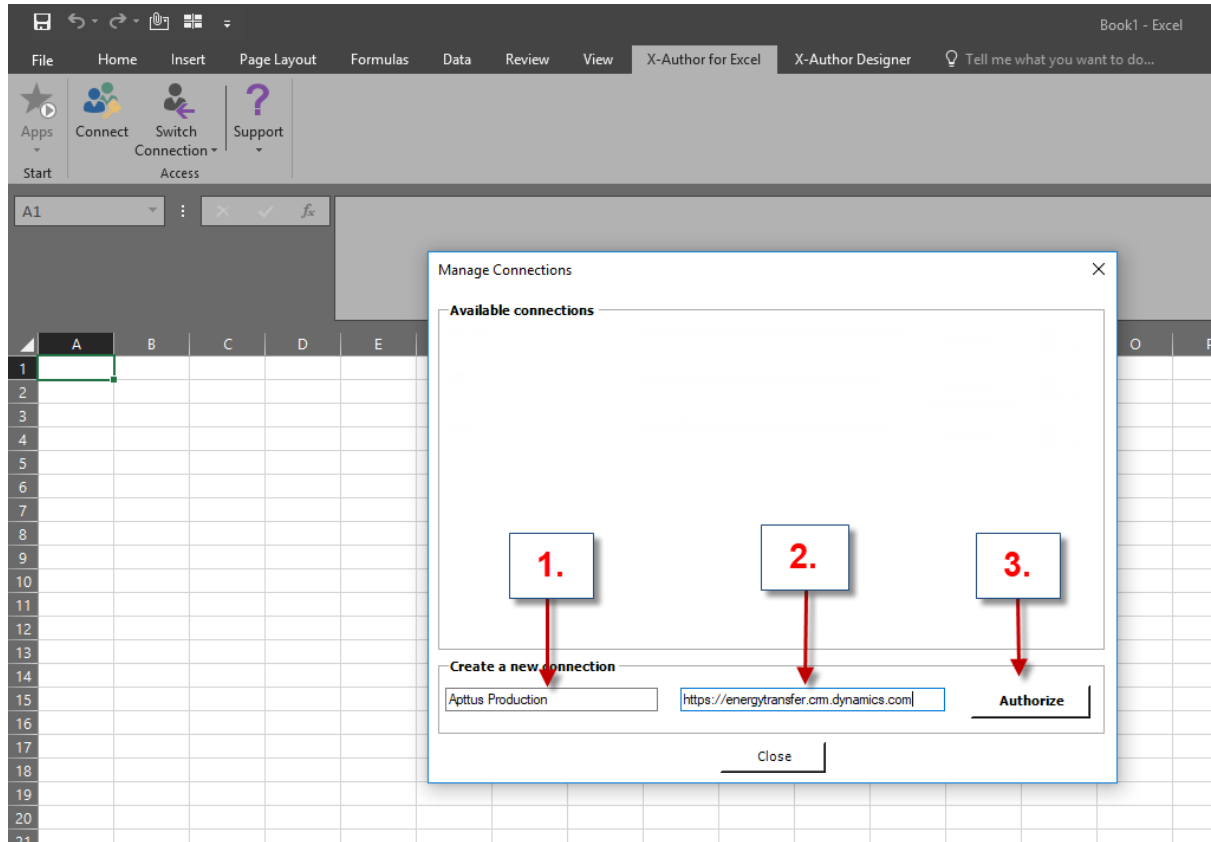 Book1 - Excel
File Home Insert Page Layout Formulas Data Review View X-Author for Excel X-Author Designer Tell me what you want to do...
Apps Connect Switch Connection Support
Start Access
A1 fx
Manage Connections
Available connections
A B C D E O
1
2
3
4
5
6
7
8
9
10
11
12
13
14
15
16
17
18
19
20
21
1. 2. 3.
Create a new connection
Apttus Production https://energytransfer.crm.dynamics.com Authorize
Close